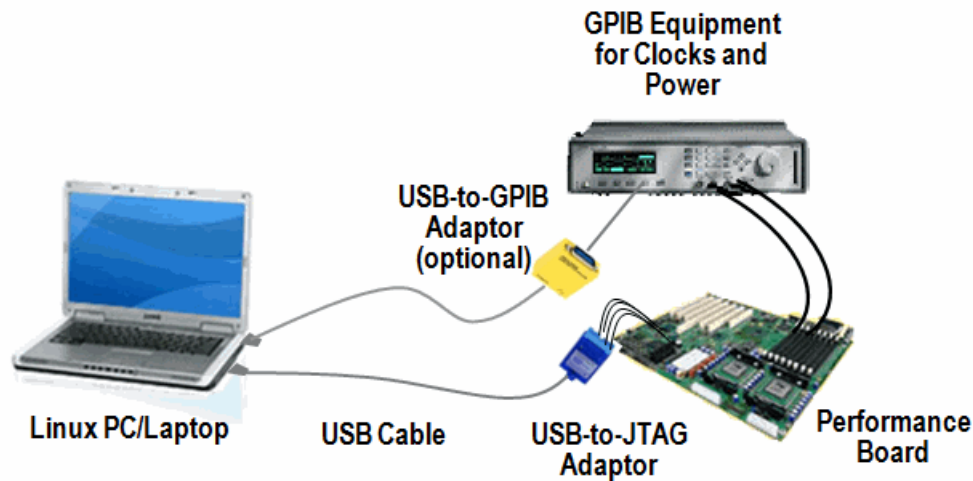 GPIB Equipment
for Clocks and
Power
USB-to-GPIB
Adaptor
(optional)
Linux PC/Laptop
USB Cable
USB-to-JTAG
Adaptor
Performance
Board